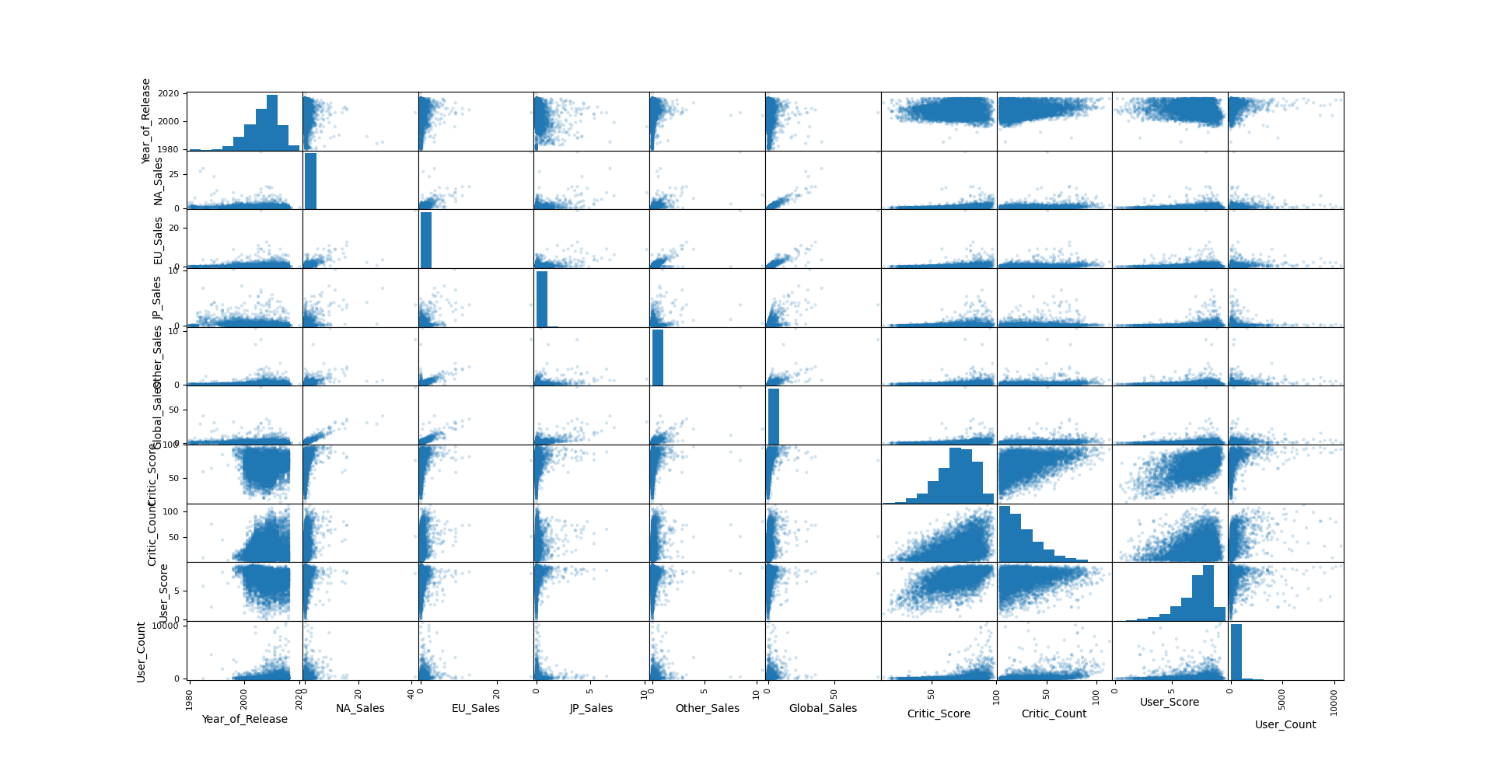 Year_of_Release
2020
2000
1980
NA_Sales
25
0
EU_Sales
20
0
JP_Sales
10
0
Other_Sales
10
0
Global_Sales
50
0
Critic_Score
100
50
Critic_Count
100
50
User_Score
5
0
User_Count
10000
0
1980 2000 2020 0 20 40 0 20 0 5 10 0 5 10 0 50 50 100 50 100 5 0 5000 10000
Year_of_Release NA_Sales EU_Sales JP_Sales Other_Sales Global_Sales Critic_Score Critic_Count User_Score User_Count